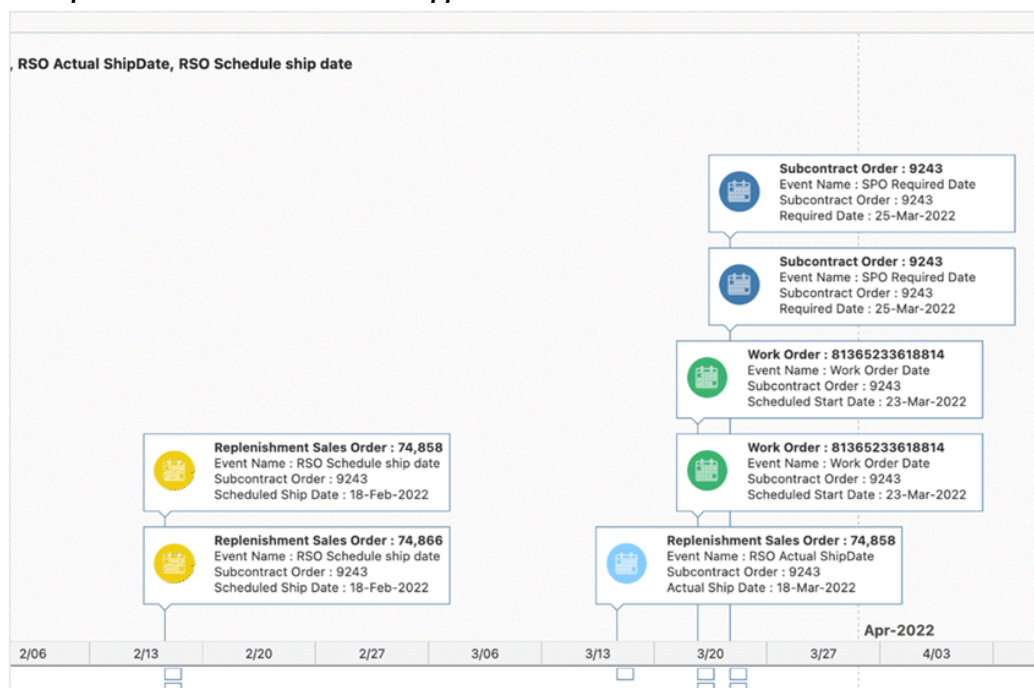 , RSO Actual ShipDate, RSO Schedule ship date
Subcontract Order : 9243
Event Name : SPO Required Date
Subcontract Order : 9243
Required Date : 25-Mar-2022
Subcontract Order : 9243
Event Name : SPO Required Date
Subcontract Order : 9243
Required Date : 25-Mar-2022
Work Order : 81365233618814
Event Name : Work Order Date
Subcontract Order : 9243
Scheduled Start Date : 23-Mar-2022
Replenishment Sales Order : 74,858
Event Name : RSO Schedule ship date
Subcontract Order : 9243
Scheduled Ship Date : 18-Feb-2022
Work Order : 81365233618814
Event Name : Work Order Date
Subcontract Order : 9243
Scheduled Start Date : 23-Mar-2022
Replenishment Sales Order : 74,866
Event Name : RSO Schedule ship date
Subcontract Order : 9243
Scheduled Ship Date : 18-Feb-2022
Replenishment Sales Order : 74,858
Event Name : RSO Actual ShipDate
Subcontract Order : 9243
Actual Ship Date : 18-Mar-2022
Apr-2022
2/06 2/13 2/20 2/27 3/06 3/13 3/20 3/27 4/03